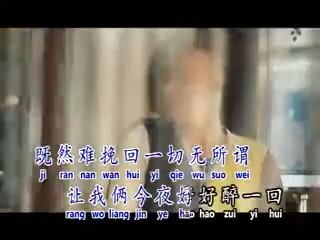 既然难挽回一切无所谓
ji ran nan wan hui yi qie wu suo wei
让我俩今夜好好醉一回
rang wo liang jin ye hao hao zui yi hui